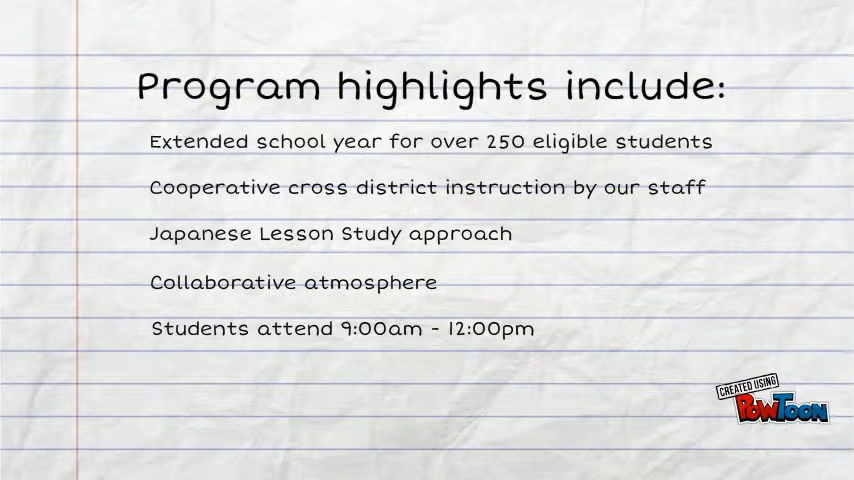 Program highlights include:
Extended school year for over 250 eligible students
Cooperative cross district instruction by our staff
Japanese Lesson Study approach
Collaborative atmosphere
Students attend 9:00am - 12:00pm
CREATED USING
POWTOON